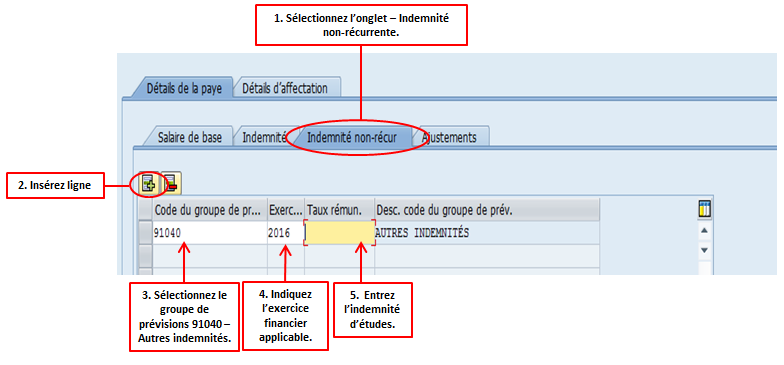 1. Sélectionnez l'onglet – Indemnité
non-récurrente.
Détails de la paye
Détails d'affectation
Salaire de base
Indemnité
Indemnité non-récur
Ajustements
2. Insérez ligne
Code du groupe de pr...
Exerc...
Taux rémun.
Desc. code du groupe de prév.
91040
2016
AUTRES INDEMNITÉS
3. Sélectionnez le
groupe de
prévisions 91040 –
Autres indemnités.
4. Indiquez
l'exercice
financier
applicable.
5. Entrez
l'indemnité
d'études.